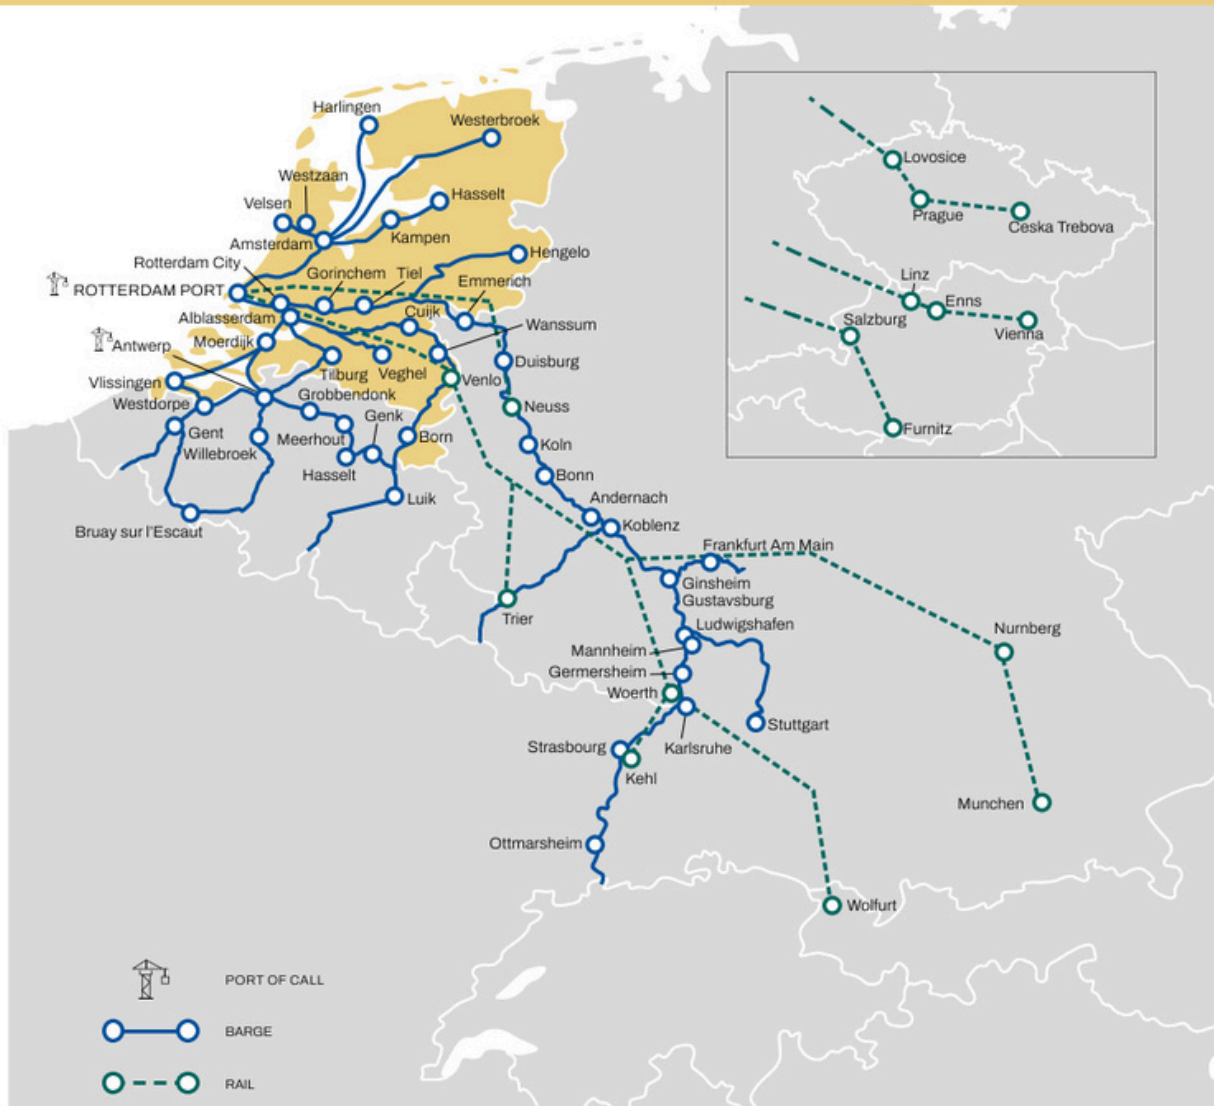 Harlingen
Westerbroek
Westzaan
Hasselt
Velsen
Kampen
Amsterdam
Hengelo
Rotterdam City
Gorinchem
Tiel
Emmerich
ROTTERDAM PORT
Alblasserdam
Cuijk
Wanssum
Moerdijk
Antwerp
Duisburg
Vlissingen
Tilburg
Veghel
Venlo
Westdorpe
Grobbendonk
Neuss
Genk
Gent
Meerhout
Born
Koln
Willebroek
Hasselt
Bonn
Luik
Andernach
Bruay sur l'Escaut
Koblenz
Frankfurt Am Main
Ginsheim
Gustavsburg
Trier
Ludwigshafen
Nurnberg
Mannheim
Germersheim
Woerth
Stuttgart
Strasbourg
Karlsruhe
Kehl
Munchen
Ottmarsheim
Wolfurt
Lovosice
Prague
Ceska Trebova
Linz
Enns
Salzburg
Vienna
Furnitz
PORT OF CALL
BARGE
RAIL